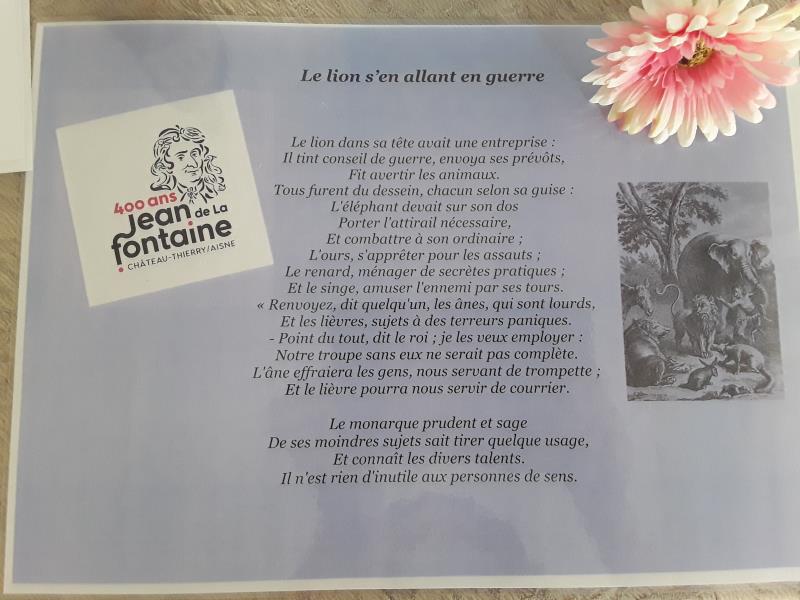 Le lion s'en allant en guerre
400 ans
Jean
de La
fontaine
CHÂTEAU-THIERRY/AISNE
Le lion dans sa tête avait une entreprise :
Il tint conseil de guerre, envoya ses prévôts,
Fit avertir les animaux.
Tous furent du dessein, chacun selon sa guise :
L'éléphant devait sur son dos
Porter l'attirail nécessaire,
Et combattre à son ordinaire ;
L'ours, s'apprêter pour les assauts ;
Le renard, ménager de secrètes pratiques ;
Et le singe, amuser l'ennemi par ses tours.
« Renvoyez, dit quelqu'un, les ânes, qui sont lourds,
Et les lièvres, sujets à des terreurs paniques.
- Point du tout, dit le roi ; je les veux employer :
Notre troupe sans eux ne serait pas complète.
L'âne effraiera les gens, nous servant de trompette ;
Et le lièvre pourra nous servir de courrier.
Le monarque prudent et sage
De ses moindres sujets sait tirer quelque usage,
Et connaît les divers talents.
Il n'est rien d'inutile aux personnes de sens.